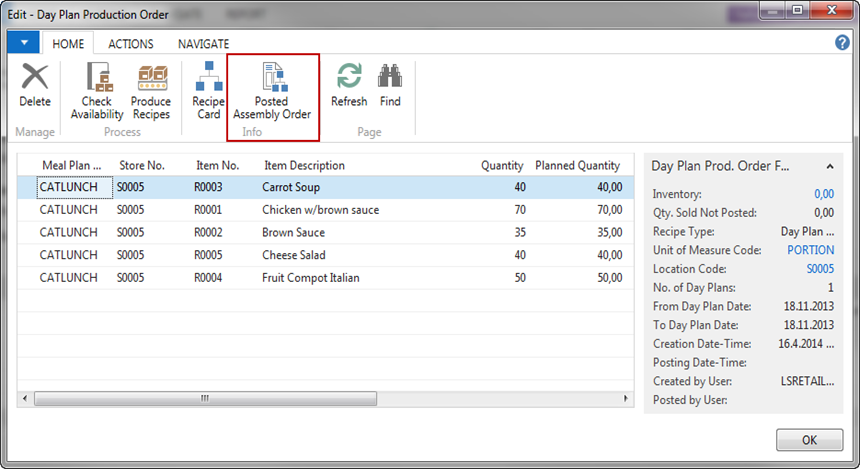 Edit - Day Plan Production Order
HOME ACTIONS NAVIGATE
Delete
Check Availability
Produce Recipes
Recipe Card
Posted Assembly Order
Refresh
Find
Manage Process Info Page
Meal Plan ... Store No. Item No. Item Description Quantity Planned Quantity
CATLUNCH S0005 R0003 Carrot Soup 40 40,00
CATLUNCH S0005 R0001 Chicken w/brown sauce 70 70,00
CATLUNCH S0005 R0002 Brown Sauce 35 35,00
CATLUNCH S0005 R0005 Cheese Salad 40 40,00
CATLUNCH S0005 R0004 Fruit Compot Italian 50 50,00
Day Plan Prod. Order F...
Inventory: 0,00
Qty. Sold Not Posted: 0,00
Recipe Type: Day Plan ...
Unit of Measure Code: PORTION
Location Code: S0005
No. of Day Plans: 1
From Day Plan Date: 18.11.2013
To Day Plan Date: 18.11.2013
Creation Date-Time: 16.4.2014 ...
Posting Date-Time:
Created by User: LSRETAIL...
Posted by User:
OK